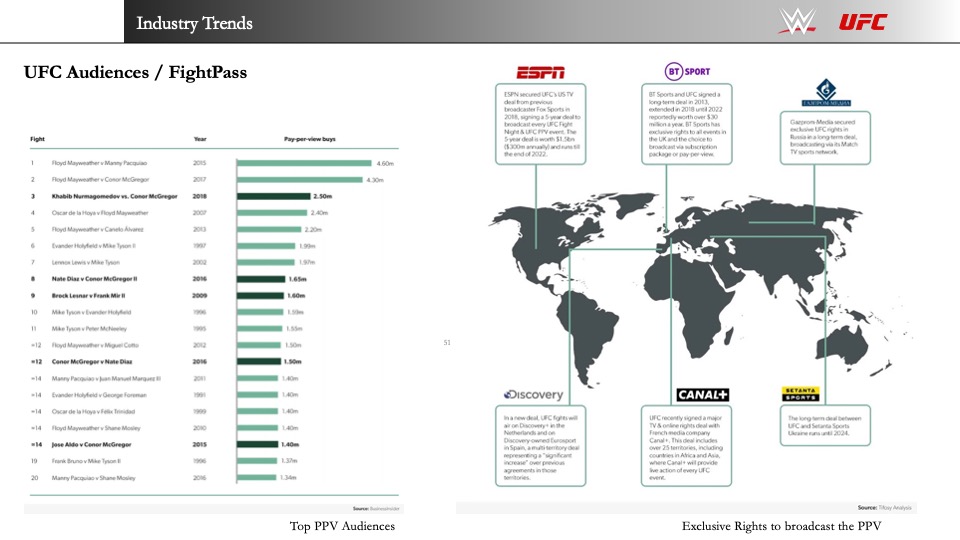 Industry Trends
W
UFC
UFC Audiences / FightPass
Fight Year Pay-per-view buys
1 Floyd Mayweather v Manny Pacquiao 2015 4.60m
2 Floyd Mayweather v Conor McGregor 2017 4.30m
3 Khabib Nurmagomedov vs. Conor McGregor 2018 2.50m
4 Oscar de la Hoya v Floyd Mayweather 2007 2.40m
5 Floyd Mayweather v Canelo Álvarez 2013 2.20m
6 Evander Holyfield v Mike Tyson II 1997 1.99m
7 Lennox Lewis v Mike Tyson 2002 1.97m
8 Nate Diaz v Conor McGregor II 2016 1.65m
9 Brock Lesnar v Frank Mir II 2009 1.60m
10 Mike Tyson v Evander Holyfield 1996 1.59m
11 Mike Tyson v Peter McNeeley 1995 1.55m
=12 Floyd Mayweather v Miguel Cotto 2012 1.50m
=12 Conor McGregor v Nate Diaz 2016 1.50m
=14 Manny Pacquiao v Juan Manuel Marquez III 2011 1.40m
=14 Evander Holyfield v George Foreman 1991 1.40m
=14 Oscar de la Hoya v Félix Trinidad 1999 1.40m
=14 Floyd Mayweather v Shane Mosley 2010 1.40m
=14 Jose Aldo v Conor McGregor 2015 1.40m
19 Frank Bruno v Mike Tyson II 1996 1.37m
20 Manny Pacquiao v Shane Mosley 2016 1.34m
Source: BusinessInsider
Top PPV Audiences
51
ESPN
ESPN secured UFC's US TV
deal from previous
broadcaster Fox Sports in
2018, signing a 5-year deal to
broadcast every UFC Fight
Night & UFC PPV event. The
5-year deal is worth $1.5bn
($300m annually) and runs till
the end of 2022.
BT SPORT
BT Sports and UFC signed a
long-term deal in 2013,
extended in 2018 until 2022
reportedly worth over $30
million a year. BT Sports has
exclusive rights to all events in
the UK and the choice to
broadcast via subscription
package or pay-per-view.
ГАЗПРОМ-МЕДИА
Gazprom-Media secured
exclusive UFC rights in
Russia in a long-term deal,
broadcasting via its Match
TV sports network.
Discovery
In a new deal, UFC fights will
air on Discovery+ in the
Netherlands and on
Discovery-owned Eurosport
in Spain, a multi territory deal
representing a "significant
increase" over previous
agreements in those
territories.
CANAL+
UFC recently signed a major
TV & online rights deal with
French media company
Canal+. This deal includes
over 25 territories, including
countries in Africa and Asia,
where Canal+ will provide
live action of every UFC
event.
SETANTA
SPORTS
The long-term deal between
UFC and Setanta Sports
Ukraine runs until 2024.
Source: TRasy Analysis
Exclusive Rights to broadcast the PPV